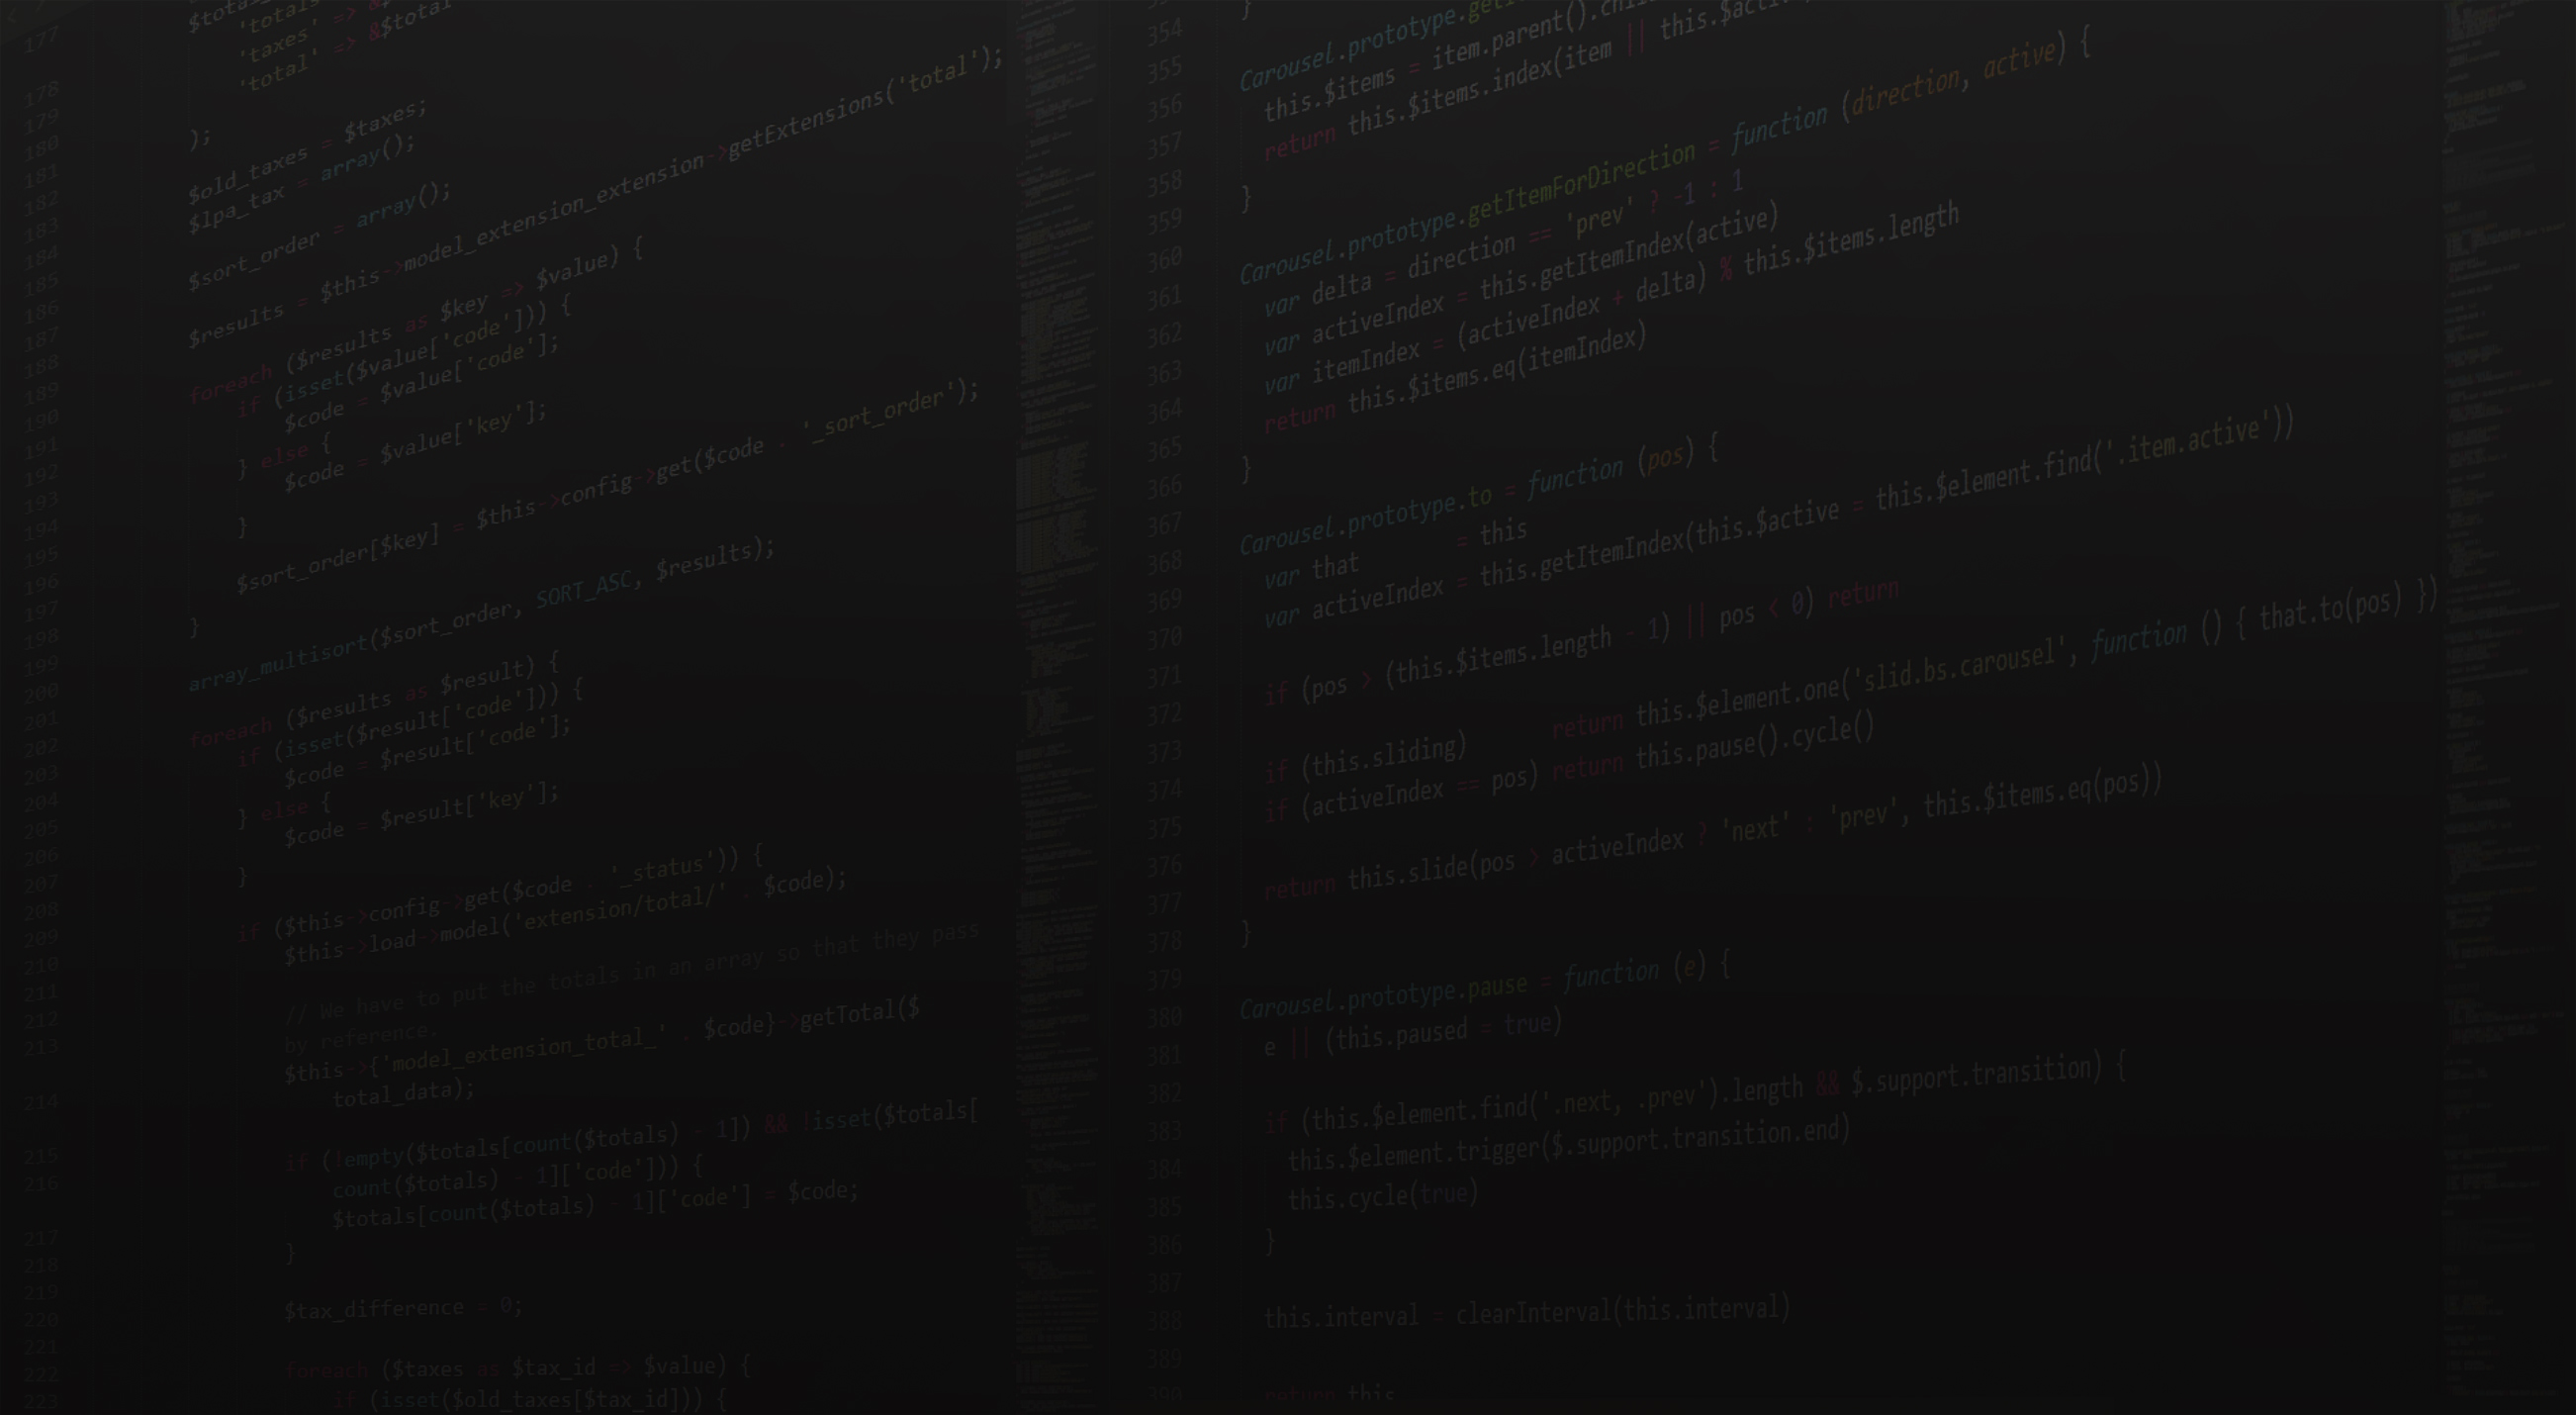 177
'totals
'taxes' => &
'total' => &$total
178
179 );
180
181 $old_taxes = $taxes;
182 $lpa_tax = array();
183
184 $sort_order = array();
185
186 $results = $this->model_extension_extension->getExtensions('total');
187
188 foreach ($results as $key => $value) {
189 if (isset($value['code'])) {
190 $code = $value['code'];
191 } else {
192 $code = $value['key'];
193 }
194
195 $sort_order[$key] = $this->config->get($code . '_sort_order');
196
197 }
198
199 array_multisort($sort_order, SORT_ASC, $results);
200
201 foreach ($results as $result) {
202 if (isset($result['code'])) {
203 $code = $result['code'];
204 } else {
205 $code = $result['key'];
206 }
207
208 if ($this->config->get($code . '_status')) {
209 $this->load->model('extension/total/' . $code);
210
211
212 // We have to put the totals in an array so that they pass
by reference.
213 $this->{'model_extension_total_' . $code}->getTotal($
total_data);
214
215 if (!empty($totals[count($totals) - 1]) && !isset($totals[
count($totals) - 1]['code'])) {
216 $totals[count($totals) - 1]['code'] = $code;
217 }
218
219 $tax_difference = 0;
220
221
222 foreach ($taxes as $tax_id => $value) {
223 if (isset($old_taxes[$tax_id])) {
}
354
355 Carousel.prototype.
356 this.$items = item.parent().
357 return this.$items.index(item ||
358 }
359
360 Carousel.prototype.getItemForDirection = function (direction, active) {
361 var delta = direction == 'prev' ? -1 : 1
362 var activeIndex = this.getItemIndex(active)
363 var itemIndex = (activeIndex + delta) % this.$items.length
364 return this.$items.eq(itemIndex)
365 }
366
367 Carousel.prototype.to = function (pos) {
368 var that = this
369 var activeIndex = this.getItemIndex(this.$active = this.$element.find('.item.active'))
370
371 if (pos > (this.$items.length - 1) || pos < 0) return
372
373 if (this.sliding) return this.$element.one('slid.bs.carousel', function () { that.to(pos) })
374 if (activeIndex == pos) return this.pause().cycle()
375
376 return this.slide(pos > activeIndex ? 'next' : 'prev', this.$items.eq(pos))
377 }
378
379 Carousel.prototype.pause = function (e) {
380 e || (this.paused = true)
381
382 if (this.$element.find('.next, .prev').length && $.support.transition) {
383 this.$element.trigger($.support.transition.end)
384 this.cycle(true)
385 }
386
387
388 this.interval = clearInterval(this.interval)
389
390 return this